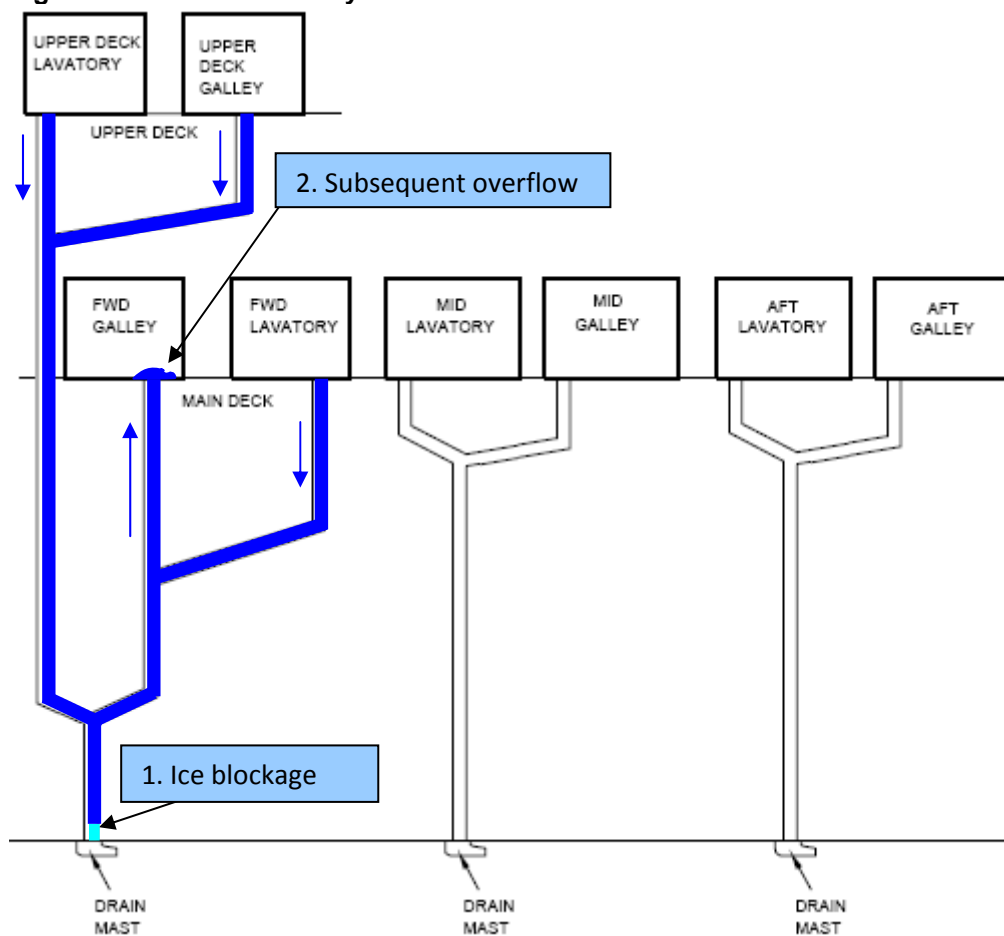 UPPER DECK
LAVATORY
UPPER
DECK
GALLEY
UPPER DECK
2. Subsequent overflow
FWD
GALLEY
FWD
LAVATORY
MID
LAVATORY
MID
GALLEY
AFT
LAVATORY
AFT
GALLEY
MAIN DECK
1. Ice blockage
DRAIN
MAST
DRAIN
MAST
DRAIN
MAST